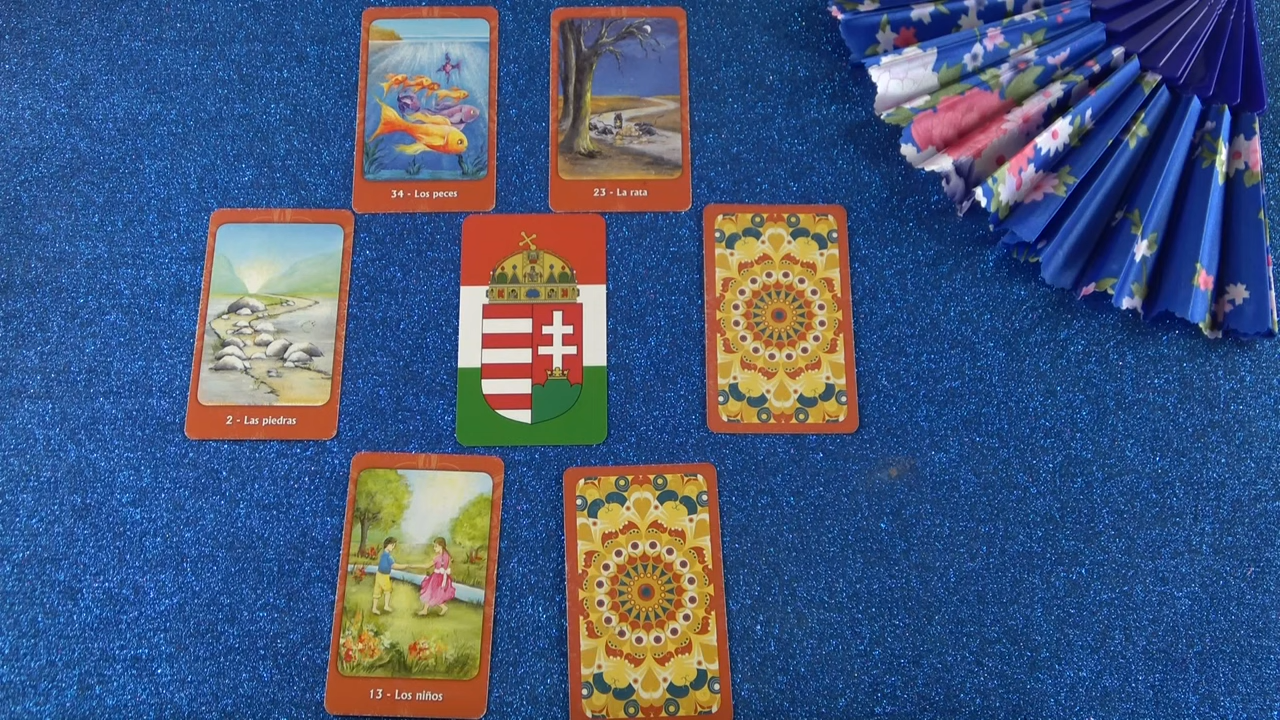 34 - Los peces
23 - La rata
2 - Las piedras
13 - Los niños